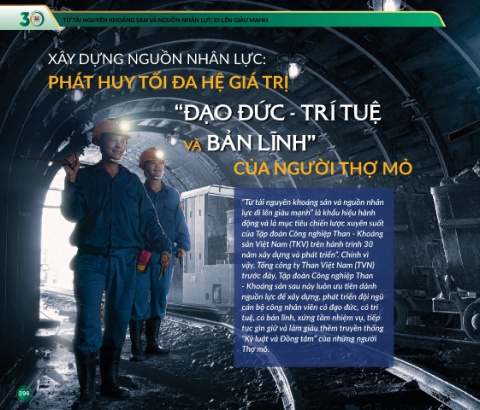 30
TỪ TÀI NGUYÊN KHOÁNG SẢN VÀ NGUỒN NHÂN LỰC ĐI LÊN GIÀU MẠNH
XÂY DỰNG NGUỒN NHÂN LỰC:
PHÁT HUY TỐI ĐA HỆ GIÁ TRỊ
“ĐẠO ĐỨC - TRÍ TUỆ
VÀ BẢN LĨNH”
CỦA NGƯỜI THỢ MỎ
“Từ tài nguyên khoáng sản và nguồn nhân
lực đi lên giàu mạnh” là khẩu hiệu hành
động và là mục tiêu chiến lược xuyên suốt
của Tập đoàn Công nghiệp Than - Khoáng
sản Việt Nam (TKV) trên hành trình 30
năm xây dựng và phát triển”. Chính vì
vậy, Tổng công ty Than Việt Nam (TVN)
trước đây, Tập đoàn Công nghiệp Than
- Khoáng sản sau này luôn ưu tiên dành
nguồn lực để xây dựng, phát triển đội ngũ
cán bộ công nhân viên có đạo đức, có trí
tuệ, có bản lĩnh, xứng tầm nhiệm vụ, tiếp
tục gìn giữ và làm giàu thêm truyền thống
“Kỷ luật và Đồng tâm” của những người
Thợ mỏ.
294